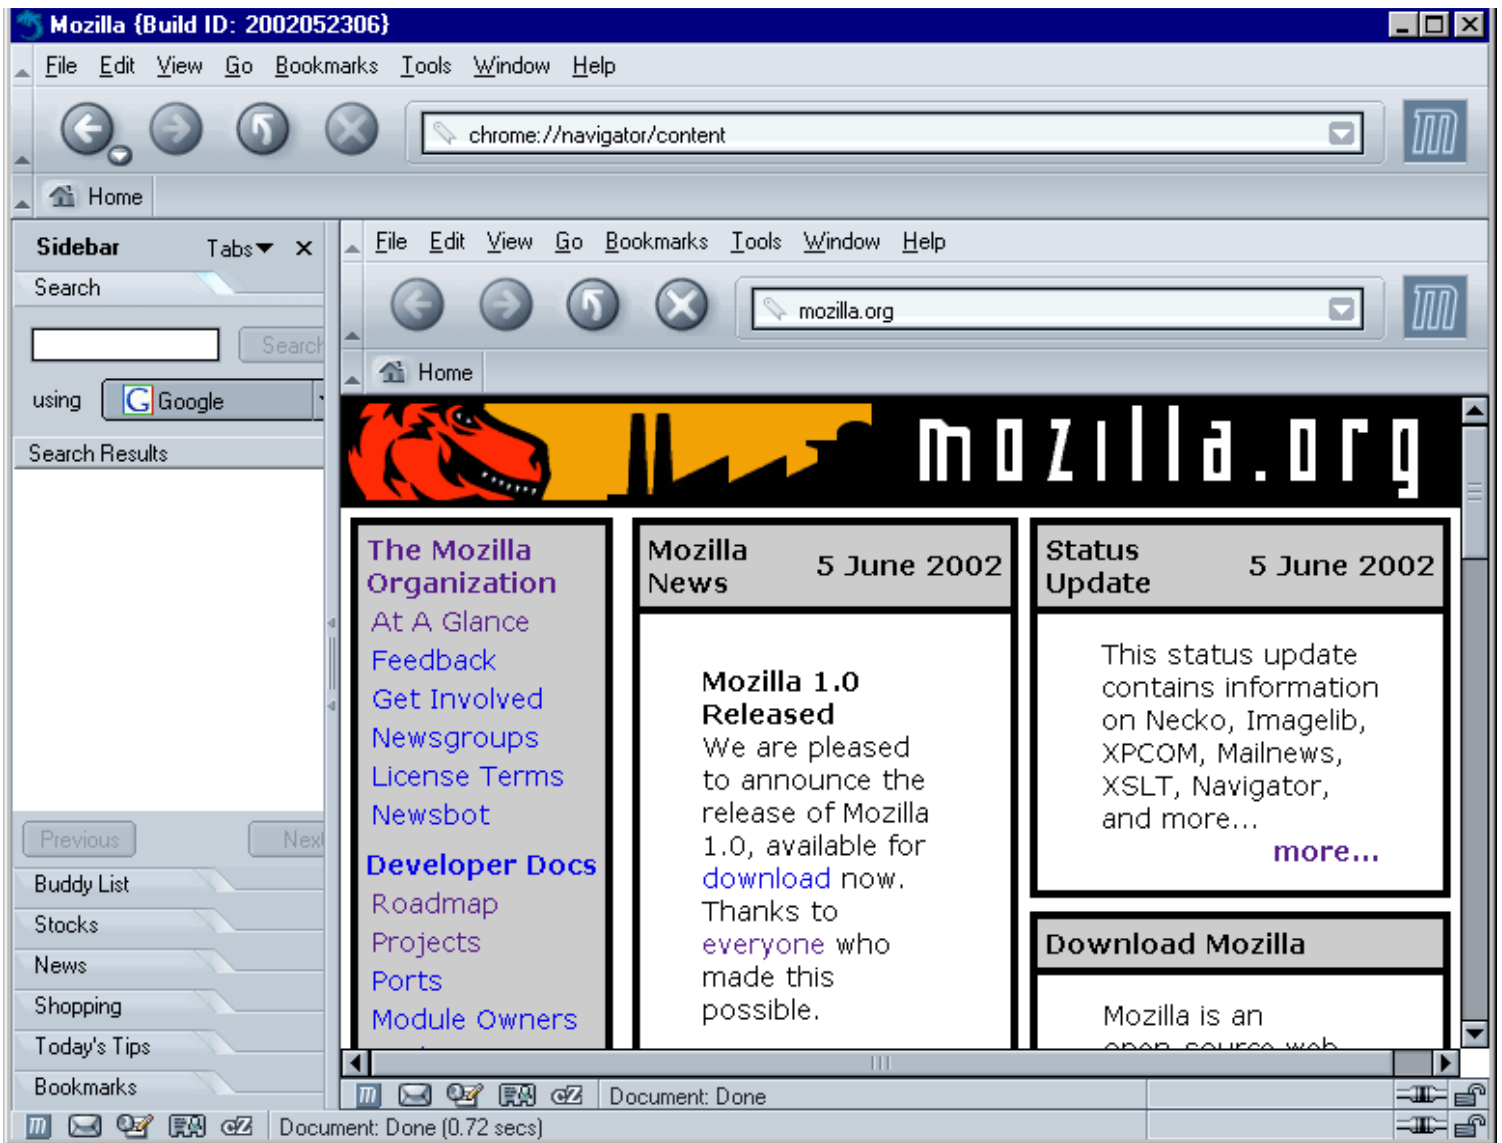 Mozilla {Build ID: 2002052306}
File Edit View Go Bookmarks Tools Window Help
chrome://navigator/content
Home
Sidebar Tabs
Search
Search
using Google
Search Results
Previous Next
Buddy List
Stocks
News
Shopping
Today's Tips
Bookmarks
File Edit View Go Bookmarks Tools Window Help
mozilla.org
Home
mozilla.org
The Mozilla
Organization
At A Glance
Feedback
Get Involved
Newsgroups
License Terms
Newsbot
Developer Docs
Roadmap
Projects
Ports
Module Owners
Mozilla
News
5 June 2002
Mozilla 1.0
Released
We are pleased
to announce the
release of Mozilla
1.0, available for
download now.
Thanks to
everyone who
made this
possible.
Status
Update
5 June 2002
This status update
contains information
on Necko, Imagelib,
XPCOM, Mailnews,
XSLT, Navigator,
and more...
more...
Download Mozilla
Mozilla is an
open-source web
Document: Done
Document: Done (0.72 secs)